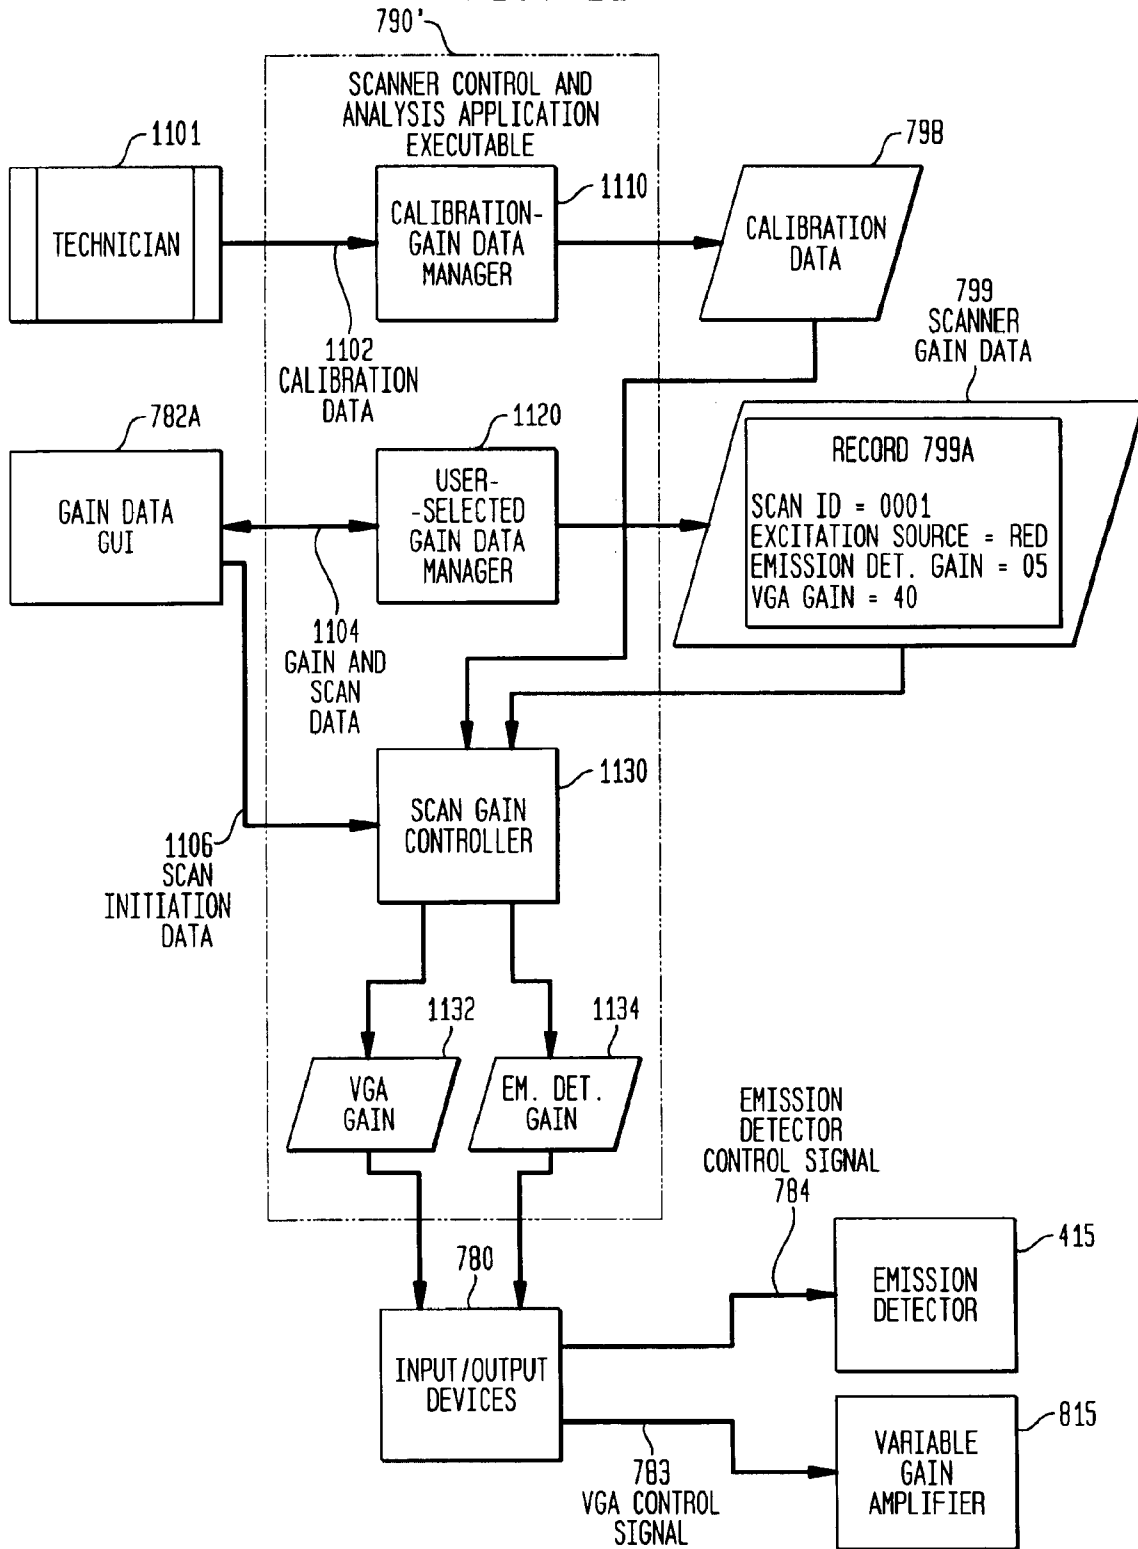 790'
SCANNER CONTROL AND
ANALYSIS APPLICATION
EXECUTABLE
1101
TECHNICIAN
1110
CALIBRATION-
GAIN DATA
MANAGER
798
CALIBRATION
DATA
1102
CALIBRATION
DATA
799
SCANNER
GAIN DATA
782A
GAIN DATA
GUI
1120
USER-
-SELECTED
GAIN DATA
MANAGER
RECORD 799A
SCAN ID = 0001
EXCITATION SOURCE = RED
EMISSION DET. GAIN = 05
VGA GAIN = 40
1104
GAIN AND
SCAN
DATA
1130
SCAN GAIN
CONTROLLER
1106
SCAN
INITIATION
DATA
1132
VGA
GAIN
1134
EM. DET.
GAIN
EMISSION
DETECTOR
CONTROL SIGNAL
784
415
EMISSION
DETECTOR
780
INPUT/OUTPUT
DEVICES
783
VGA CONTROL
SIGNAL
815
VARIABLE
GAIN
AMPLIFIER